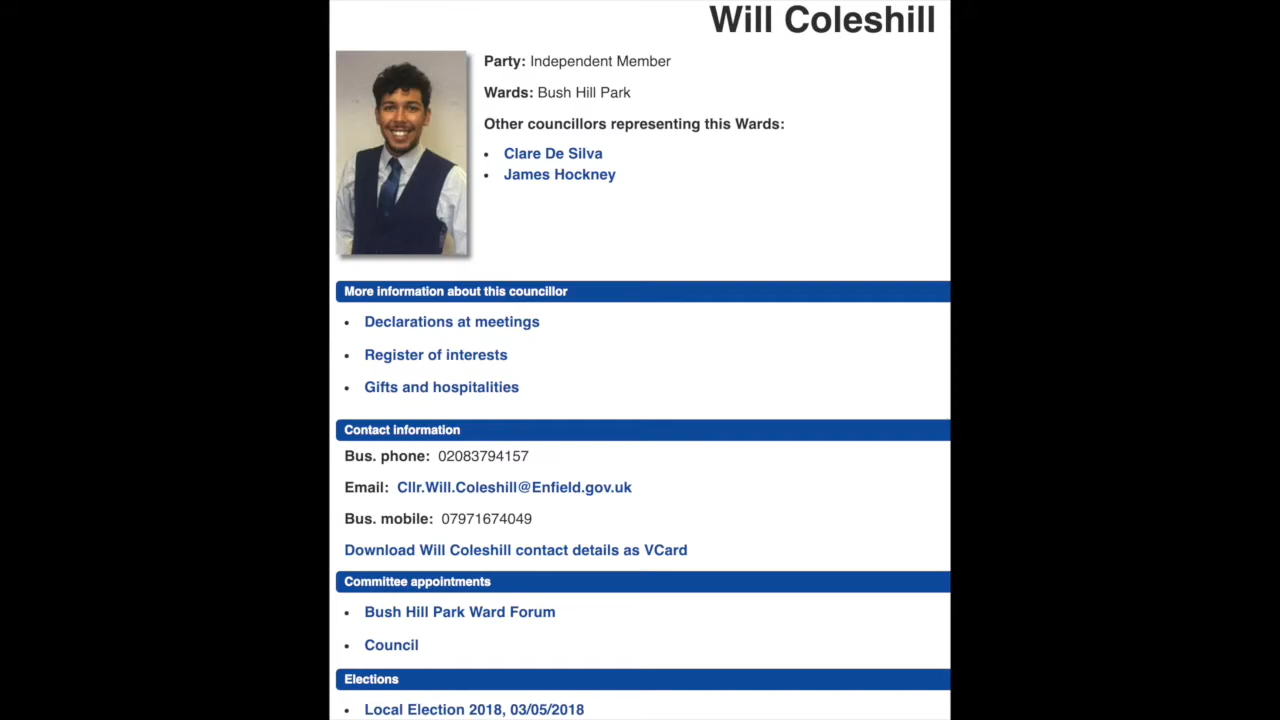 Will Coleshill
Party: Independent Member
Wards: Bush Hill Park
Other councillors representing this Wards:
• Clare De Silva
• James Hockney
More information about this councillor
• Declarations at meetings
• Register of interests
• Gifts and hospitalities
Contact information
Bus. phone: 02083794157
Email: Cllr.Will.Coleshill@Enfield.gov.uk
Bus. mobile: 07971674049
Download Will Coleshill contact details as VCard
Committee appointments
• Bush Hill Park Ward Forum
• Council
Elections
• Local Election 2018, 03/05/2018